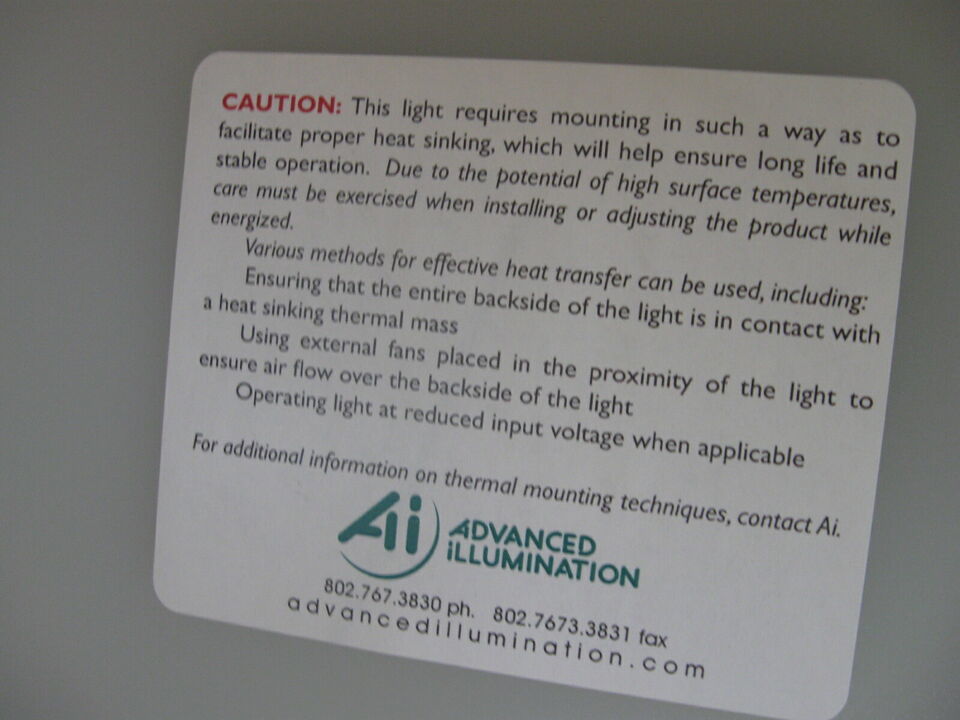 CAUTION: This light requires mounting in such a way as to
facilitate proper heat sinking, which will help ensure long life and
stable operation. Due to the potential of high surface temperatures,
care must be exercised when installing or adjusting the product while
energized.
Various methods for effective heat transfer can be used, including:
Ensuring that the entire backside of the light is in contact with
a heat sinking thermal mass
Using external fans placed in the proximity of the light to
ensure air flow over the backside of the light
Operating light at reduced input voltage when applicable
For additional information on thermal mounting techniques, contact Ai.
Ai
ADVANCED
iLLUMINATION
802.767.3830 ph. 802.7673.3831 fax
advancedillumination.com